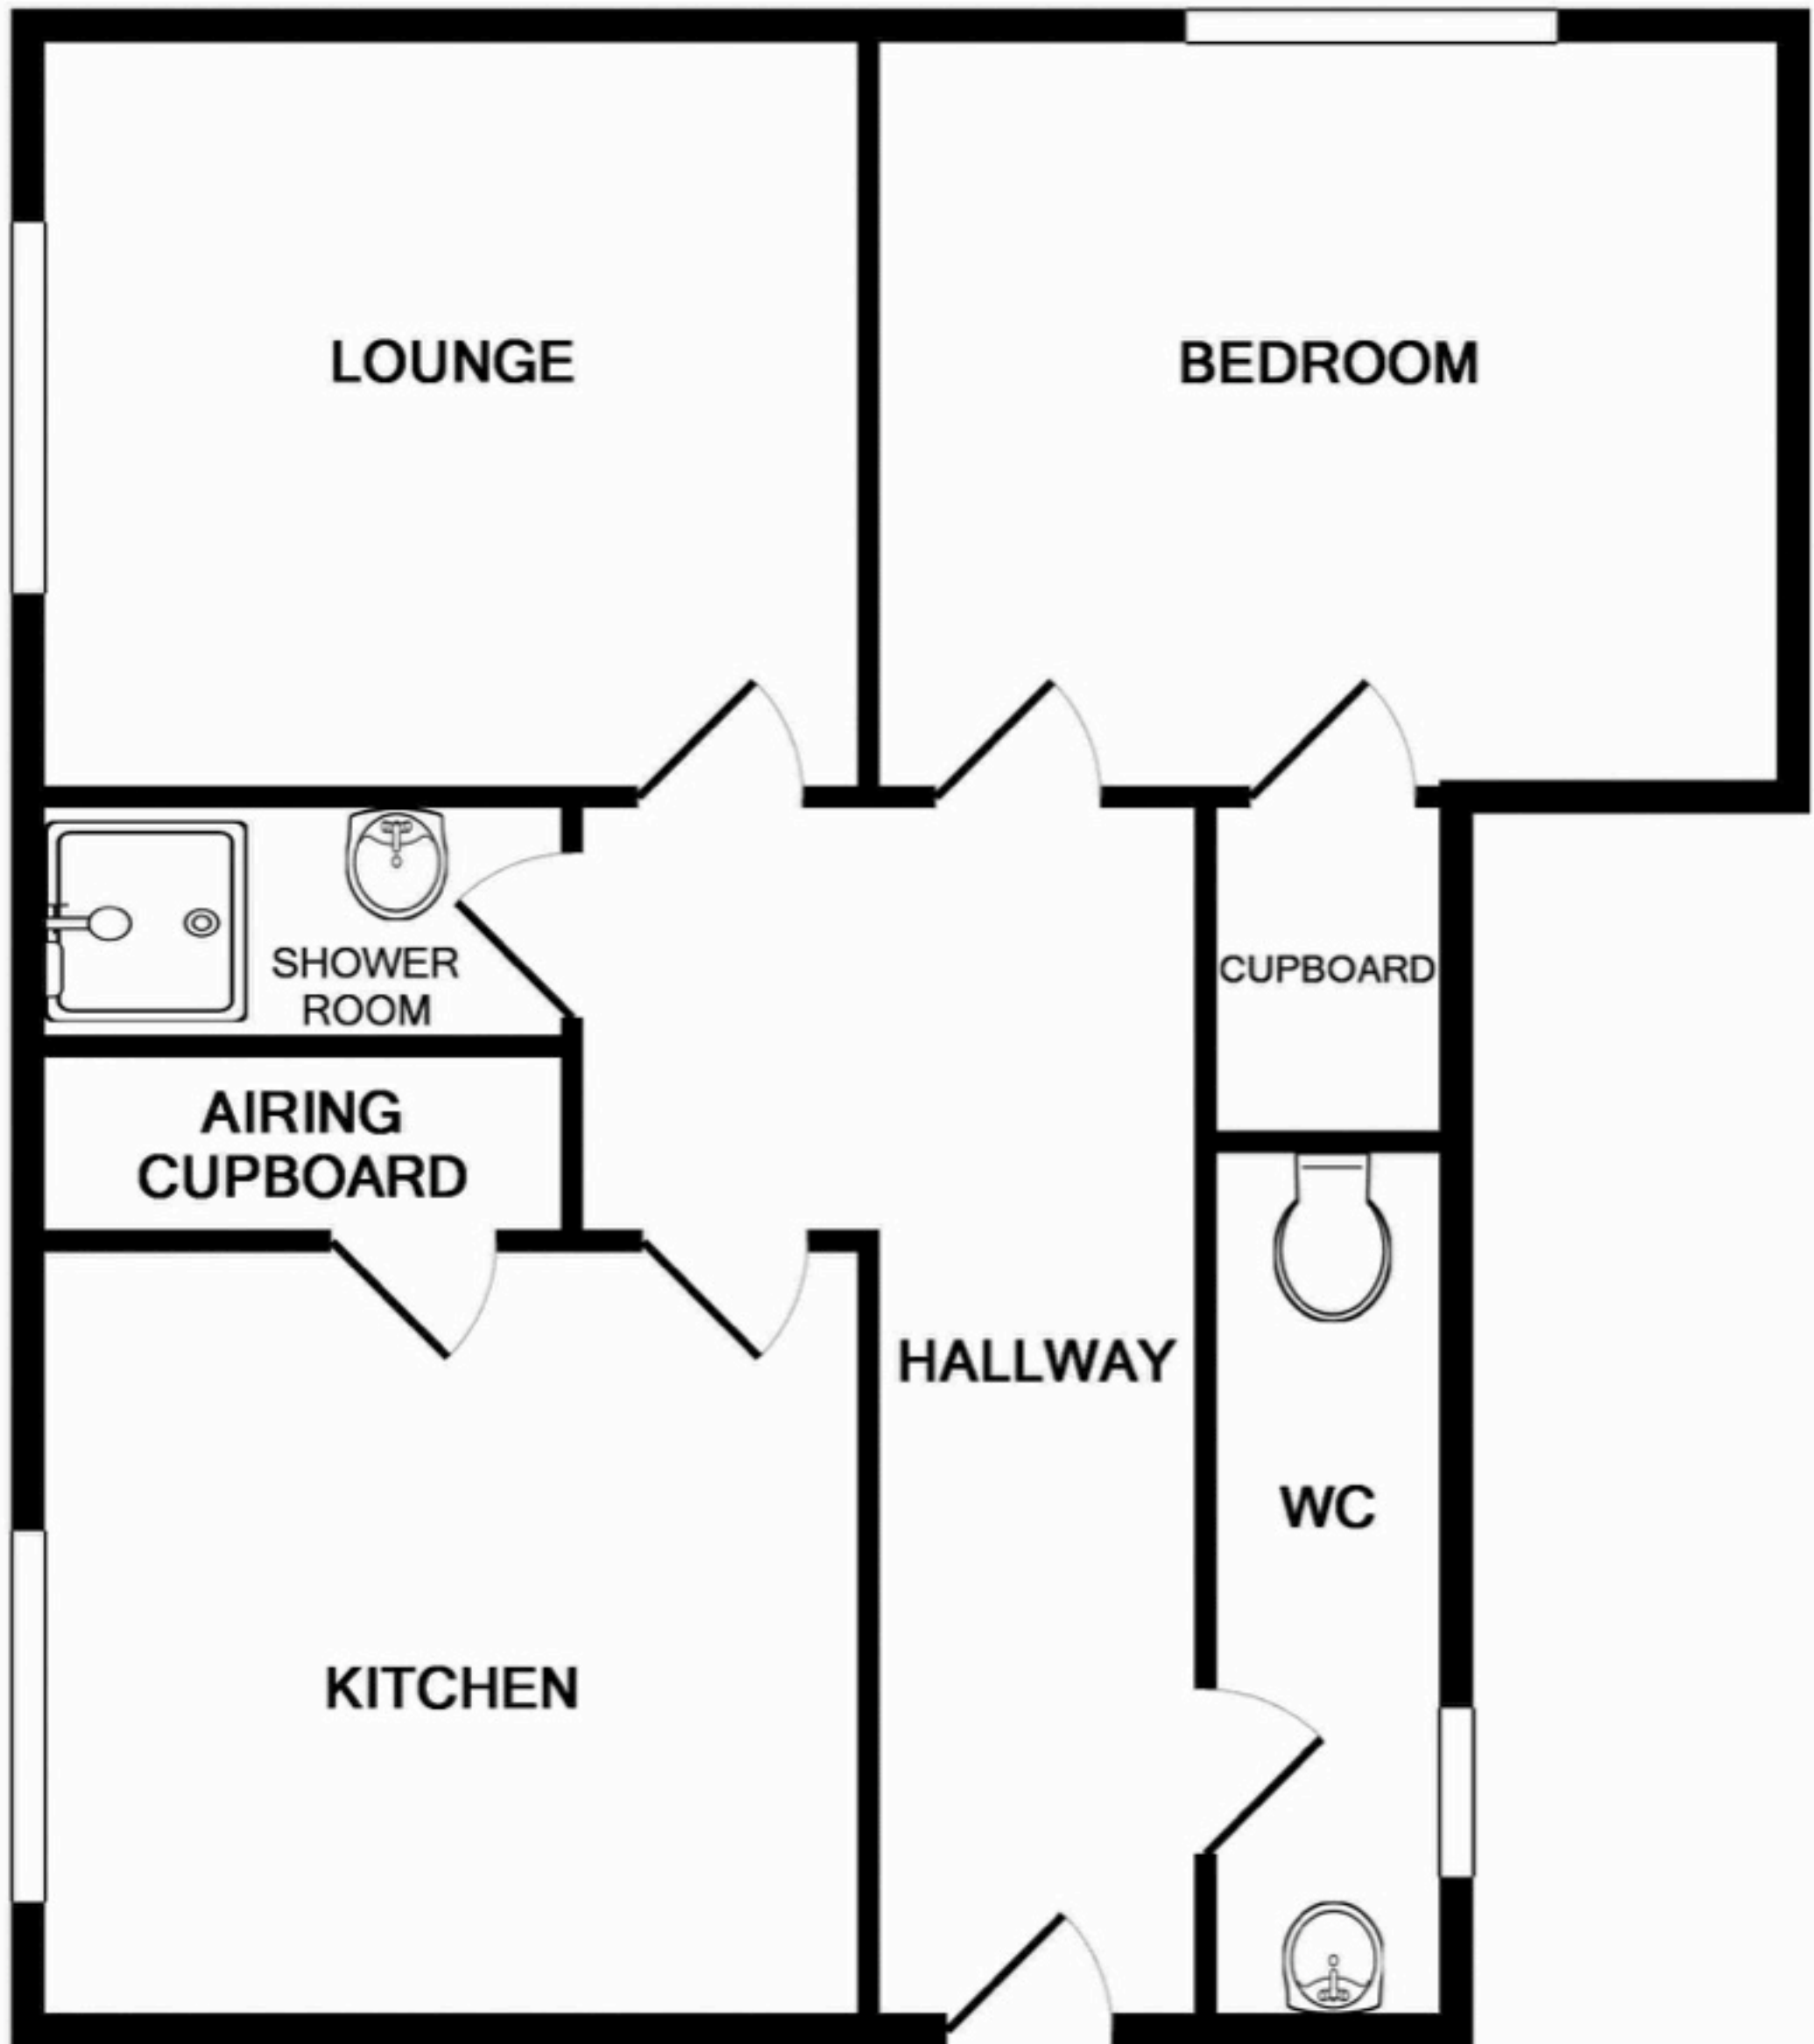 LOUNGE
BEDROOM
SHOWER
ROOM
CUPBOARD
AIRING
CUPBOARD
HALLWAY
WC
KITCHEN